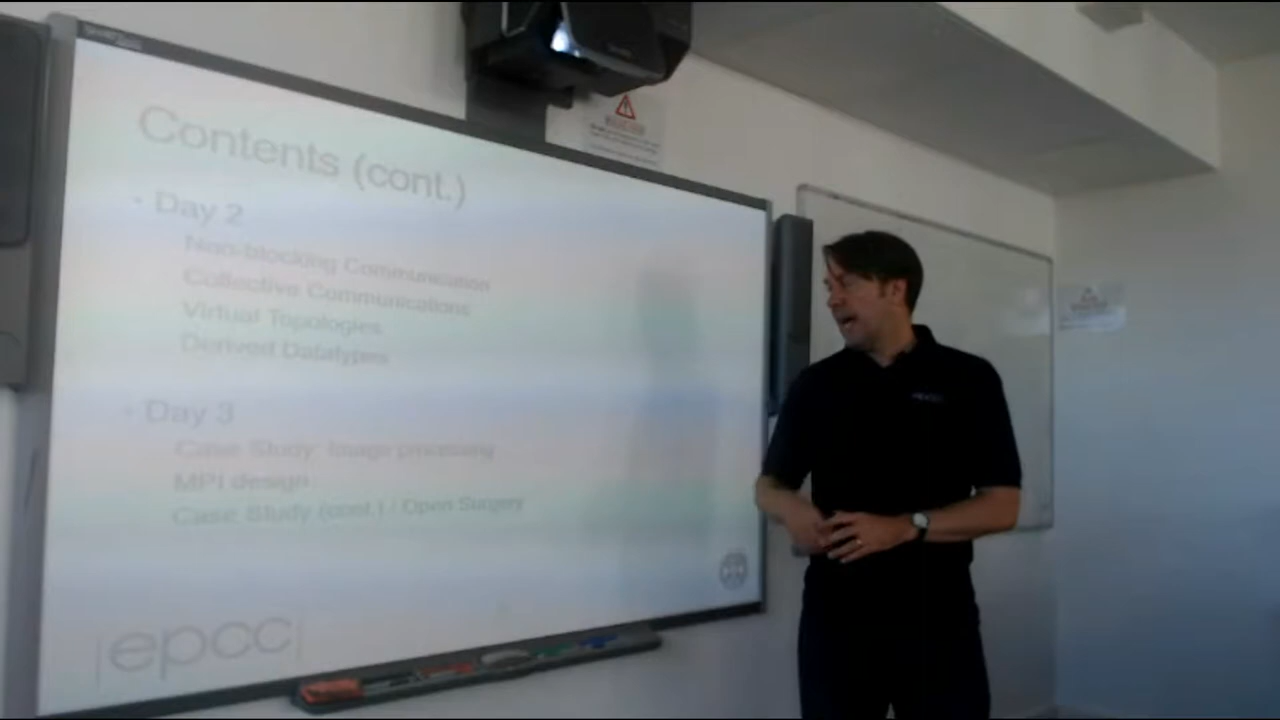 Contents (cont.)
• Day 2
Non-blocking Communication
Collective Communications
Virtual Topologies
Derived Datatypes
• Day 3
Case Study: Image processing
MPI design
Case Study (cont.) / Open Surgery
|epcc|